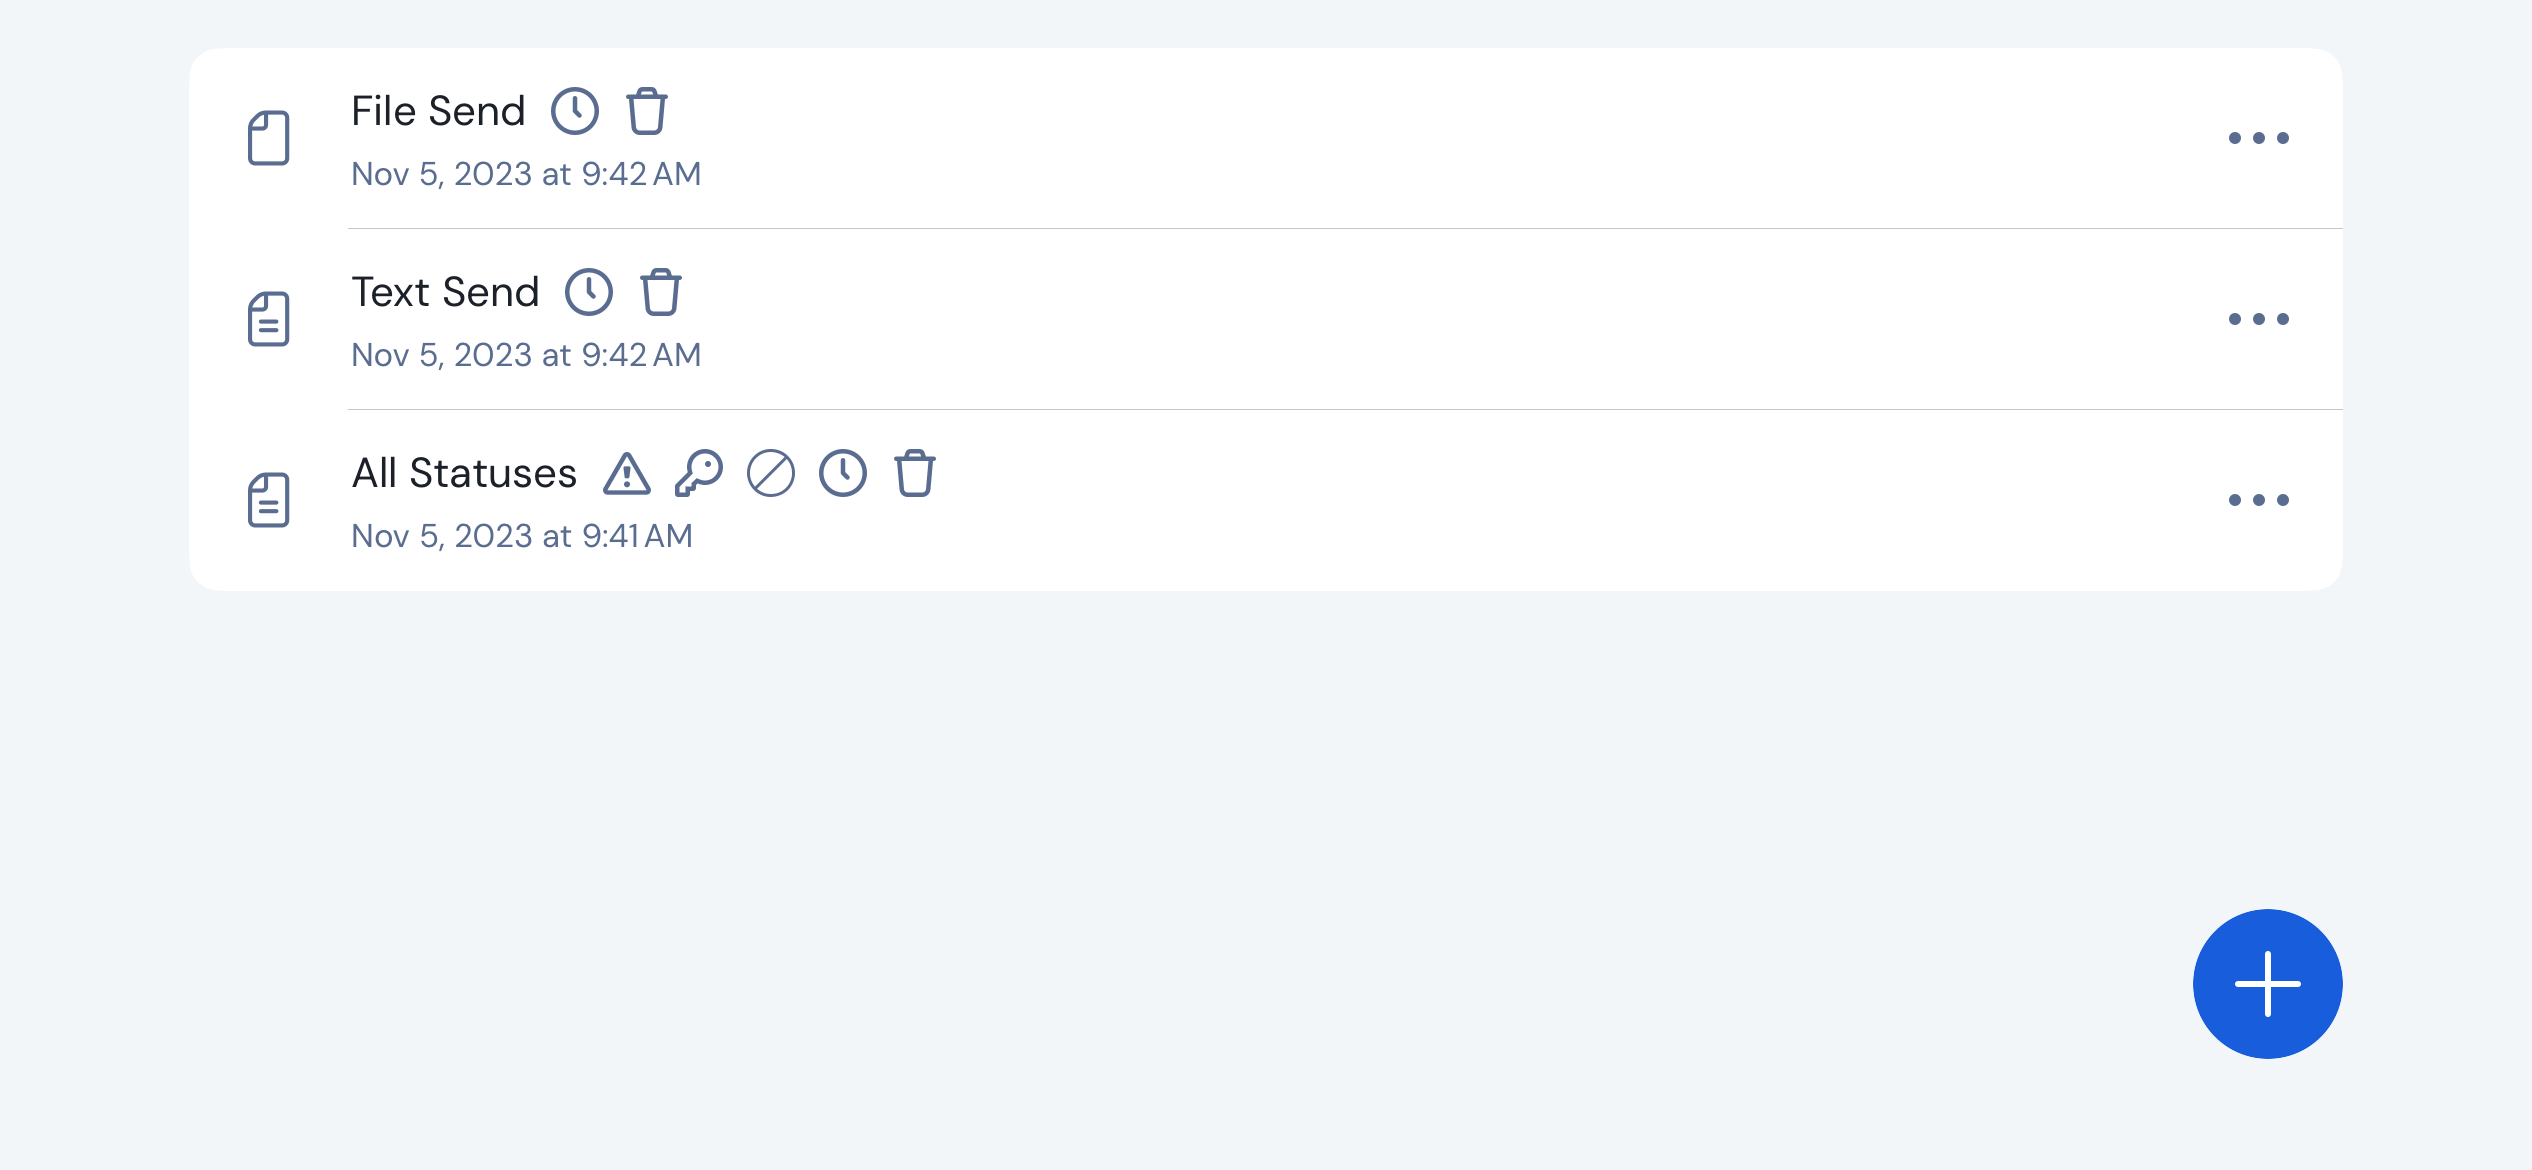 File Send
Nov 5, 2023 at 9:42 AM
Text Send
Nov 5, 2023 at 9:42 AM
All Statuses
Nov 5, 2023 at 9:41 AM